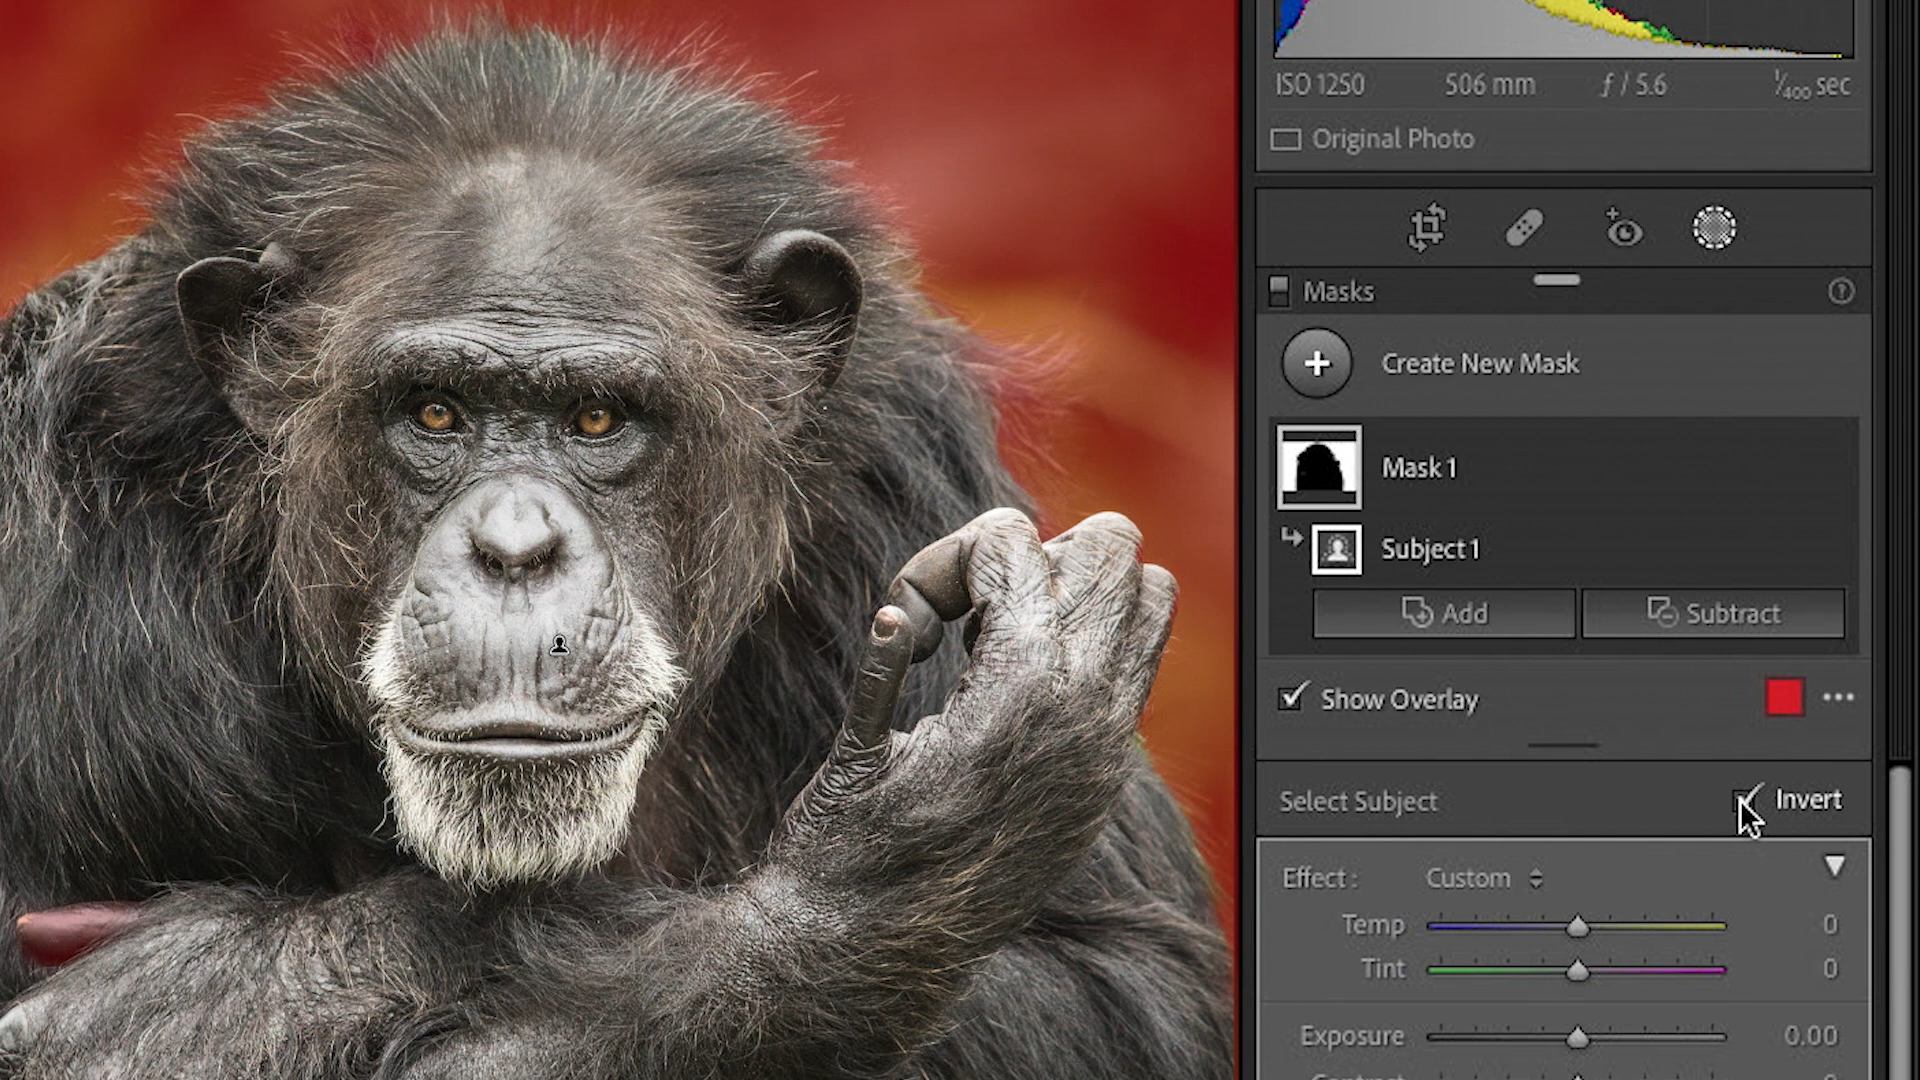 ISO 1250 506 mm ƒ / 5.6 1/400 sec
Original Photo
Masks
Create New Mask
Mask 1
Subject 1
Add Subtract
Show Overlay
Select Subject Invert
Effect : Custom
Temp 0
Tint 0
Exposure 0.00